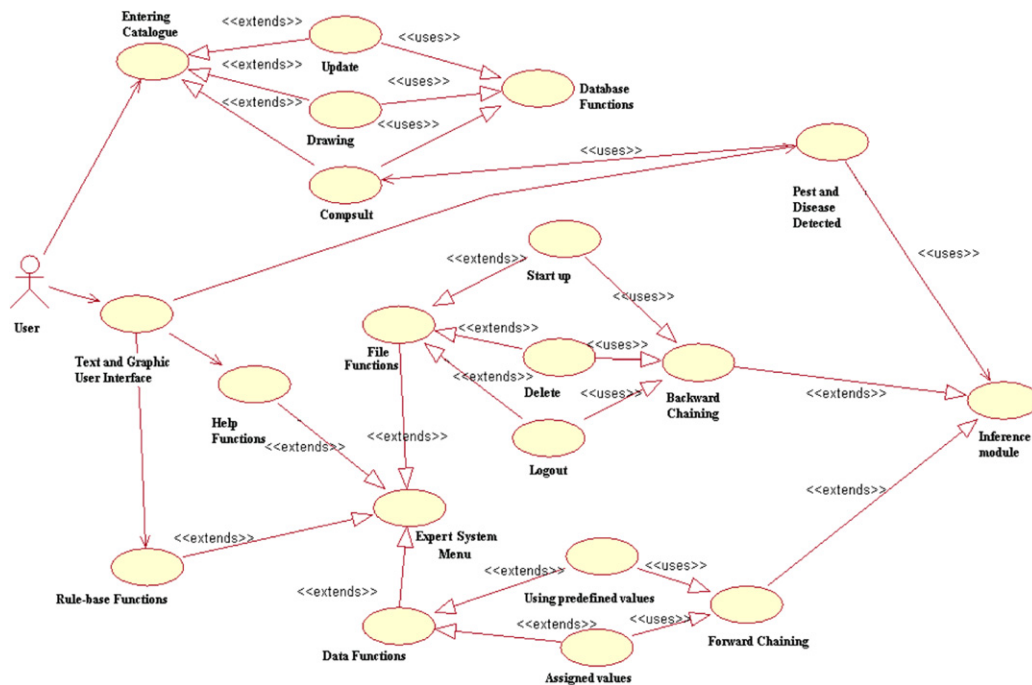 Entering
Catalogue
<<extends>>
Update
<<uses>>
<<extends>>
<<uses>>
Database
Functions
<<extends>>
Drawing
<<uses>>
<<uses>>
Compsult
Pest and
Disease
Detected
<<extends>>
Start up
<<uses>>
<<uses>>
User
Text and Graphic
User Interface
File
Functions
<<extends>>
<<uses>>
Delete
<<extends>>
Backward
Chaining
<<extends>>
<<uses>>
Help
Functions
<<extends>>
<<extends>>
Logout
Inference
module
<<extends>>
Expert System
Menu
<<extends>>
Rule-base Functions
<<extends>>
<<extends>>
Using predefined values
<<uses>>
<<extends>>
<<uses>>
Data Functions
Assigned values
Forward Chaining